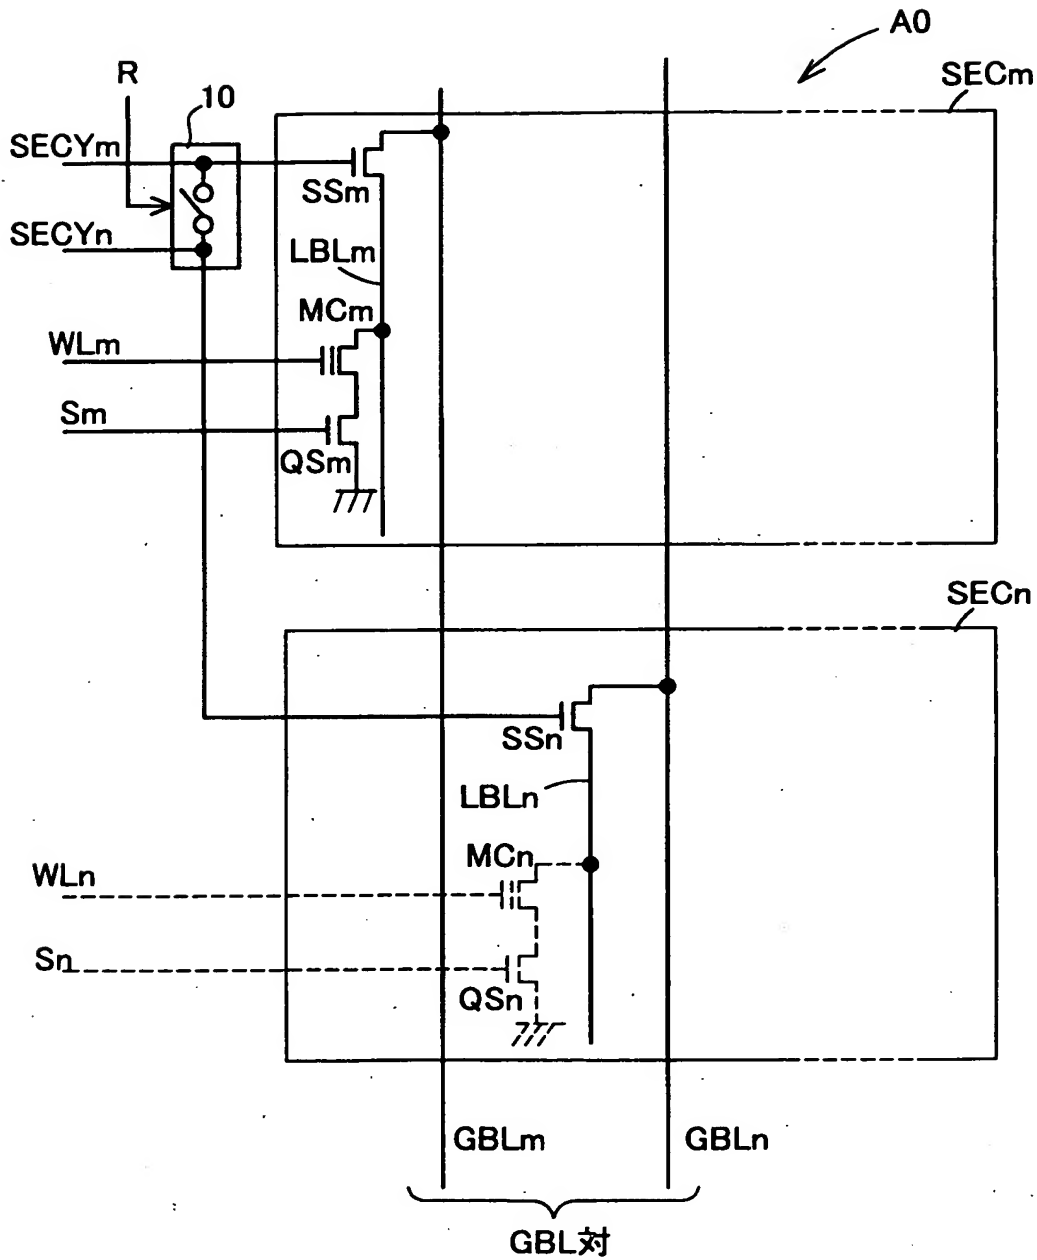 A0
SECm
R
10
SECYm
SSm
SECYn
LBLm
MCm
WLm
Sm
QSm
SECn
SSn
LBLn
MCn
WLn
Sn
QSn
GBLm
GBLn
GBL対